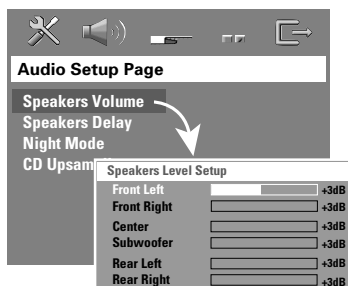 Audio Setup Page
Speakers Volume
Speakers Delay
Night Mode
CD
Speakers Level Setup
Front Left +3dB
Front Right +3dB
Center +3dB
Subwoofer +3dB
Rear Left +3dB
Rear Right +3dB